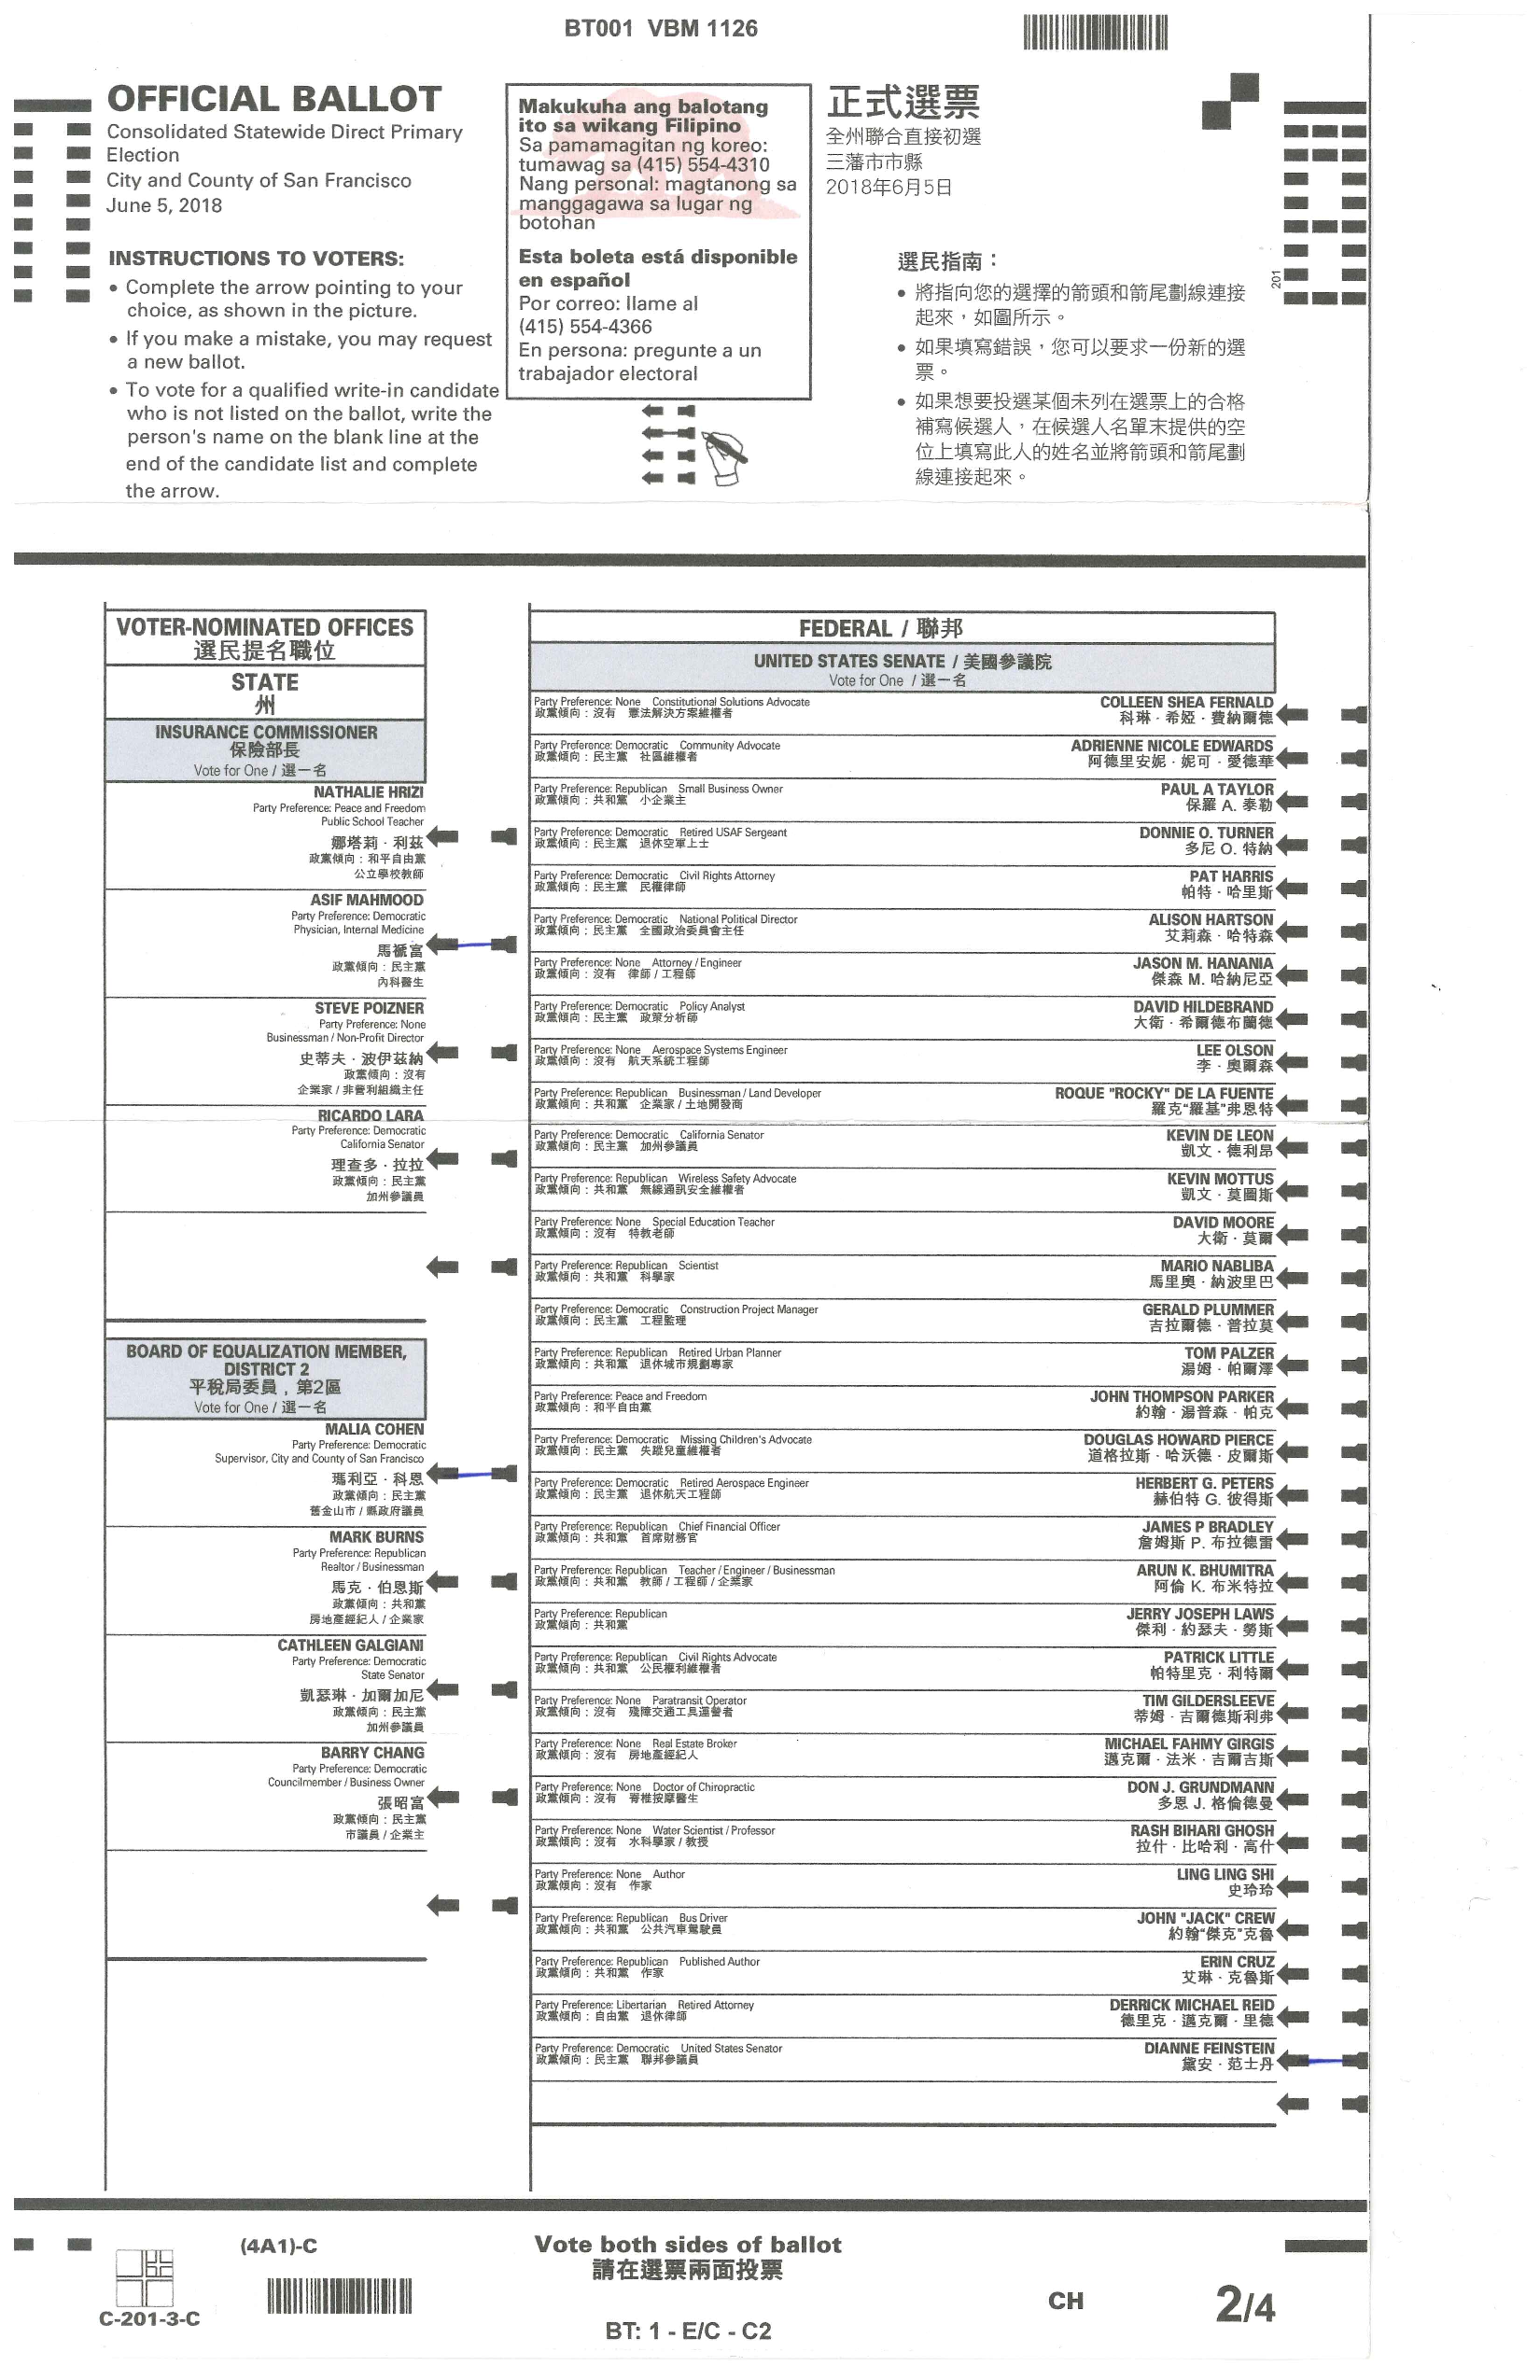 BT001 VBM 1126
OFFICIAL BALLOT
Consolidated Statewide Direct Primary
Election
City and County of San Francisco
June 5, 2018
INSTRUCTIONS TO VOTERS:
• Complete the arrow pointing to your
choice, as shown in the picture.
• If you make a mistake, you may request
a new ballot.
• To vote for a qualified write-in candidate
who is not listed on the ballot, write the
person's name on the blank line at the
end of the candidate list and complete
the arrow.
Makukuha ang balotang
ito sa wikang Filipino
Sa pamamagitan ng koreo:
tumawag sa (415) 554-4310
Nang personal: magtanong sa
manggagawa sa lugar ng
botohan
Esta boleta está disponible
en español
Por correo: llame al
(415) 554-4366
En persona: pregunte a un
trabajador electoral
正式選票
全州聯合直接初選
三藩市市縣
2018年6月5日
選民指南：
• 將指向您的選擇的箭頭和箭尾劃線連接
起來，如圖所示。
• 如果填寫錯誤，您可以要求一份新的選
票。
• 如果想要投選某個未列在選票上的合格
補寫候選人，在候選人名單末提供的空
位上填寫此人的姓名並將箭頭和箭尾劃
線連接起來。
201
VOTER-NOMINATED OFFICES
選民提名職位
STATE
州
INSURANCE COMMISSIONER
保險部長
Vote for One / 選一名
NATHALIE HRIZI
Party Preference: Peace and Freedom
Public School Teacher
娜塔莉·利茲
政黨傾向：和平自由黨
公立學校教師
ASIF MAHMOOD
Party Preference: Democratic
Physician, Internal Medicine
馬褫富
政黨傾向：民主黨
內科醫生
STEVE POIZNER
Party Preference: None
Businessman / Non-Profit Director
史蒂夫·波伊茲納
政黨傾向：沒有
企業家 / 非營利組織主任
RICARDO LARA
Party Preference: Democratic
California Senator
理查多·拉拉
政黨傾向：民主黨
加州參議員
BOARD OF EQUALIZATION MEMBER,
DISTRICT 2
平稅局委員，第2區
Vote for One / 選一名
MALIA COHEN
Party Preference: Democratic
Supervisor, City and County of San Francisco
瑪利亞·科恩
政黨傾向：民主黨
舊金山市 / 縣政府議員
MARK BURNS
Party Preference: Republican
Realtor / Businessman
馬克·伯恩斯
政黨傾向：共和黨
房地產經紀人 / 企業家
CATHLEEN GALGIANI
Party Preference: Democratic
State Senator
凱瑟琳·加爾加尼
政黨傾向：民主黨
加州參議員
BARRY CHANG
Party Preference: Democratic
Councilmember / Business Owner
張昭富
政黨傾向：民主黨
市議員 / 企業主
FEDERAL / 聯邦
UNITED STATES SENATE / 美國參議院
Vote for One / 選一名
Party Preference: None Constitutional Solutions Advocate COLLEEN SHEA FERNALD
政黨傾向：沒有 憲法解決方案維權者 科琳·希婭·費納爾德
Party Preference: Democratic Community Advocate ADRIENNE NICOLE EDWARDS
政黨傾向：民主黨 社區維權者 阿德里安妮·妮可·愛德華
Party Preference: Republican Small Business Owner PAUL A TAYLOR
政黨傾向：共和黨 小企業主 保羅 A. 泰勒
Party Preference: Democratic Retired USAF Sergeant DONNIE O. TURNER
政黨傾向：民主黨 退休空軍上士 多尼 O. 特納
Party Preference: Democratic Civil Rights Attorney PAT HARRIS
政黨傾向：民主黨 民權律師 帕特·哈里斯
Party Preference: Democratic National Political Director ALISON HARTSON
政黨傾向：民主黨 全國政治委員會主任 艾莉森·哈特森
Party Preference: None Attorney / Engineer JASON M. HANANIA
政黨傾向：沒有 律師 / 工程師 傑森 M. 哈納尼亞
Party Preference: Democratic Policy Analyst DAVID HILDEBRAND
政黨傾向：民主黨 政策分析師 大衛·希爾德布蘭德
Party Preference: None Aerospace Systems Engineer LEE OLSON
政黨傾向：沒有 航天系統工程師 李·奧爾森
Party Preference: Republican Businessman / Land Developer ROQUE "ROCKY" DE LA FUENTE
政黨傾向：共和黨 企業家 / 土地開發商 羅克"羅基"弗恩特
Party Preference: Democratic California Senator KEVIN DE LEON
政黨傾向：民主黨 加州參議員 凱文·德利昂
Party Preference: Republican Wireless Safety Advocate KEVIN MOTTUS
政黨傾向：共和黨 無線通訊安全維權者 凱文·莫圖斯
Party Preference: None Special Education Teacher DAVID MOORE
政黨傾向：沒有 特教老師 大衛·莫爾
Party Preference: Republican Scientist MARIO NABLIBA
政黨傾向：共和黨 科學家 馬里奧·納波里巴
Party Preference: Democratic Construction Project Manager GERALD PLUMMER
政黨傾向：民主黨 工程監理 吉拉爾德·普拉莫
Party Preference: Republican Retired Urban Planner TOM PALZER
政黨傾向：共和黨 退休城市規劃專家 湯姆·帕爾澤
Party Preference: Peace and Freedom JOHN THOMPSON PARKER
政黨傾向：和平自由黨 約翰·湯普森·帕克
Party Preference: Democratic Missing Children's Advocate DOUGLAS HOWARD PIERCE
政黨傾向：民主黨 失蹤兒童維權者 道格拉斯·哈沃德·皮爾斯
Party Preference: Democratic Retired Aerospace Engineer HERBERT G. PETERS
政黨傾向：民主黨 退休航天工程師 赫伯特 G. 彼得斯
Party Preference: Republican Chief Financial Officer JAMES P BRADLEY
政黨傾向：共和黨 首席財務官 詹姆斯 P. 布拉德雷
Party Preference: Republican Teacher / Engineer / Businessman ARUN K. BHUMITRA
政黨傾向：共和黨 教師 / 工程師 / 企業家 阿倫 K. 布米特拉
Party Preference: Republican JERRY JOSEPH LAWS
政黨傾向：共和黨 傑利·約瑟夫·勞斯
Party Preference: Republican Civil Rights Advocate PATRICK LITTLE
政黨傾向：共和黨 公民權利維權者 帕特里克·利特爾
Party Preference: None Paratransit Operator TIM GILDERSLEEVE
政黨傾向：沒有 殘障交通工具運營者 蒂姆·吉爾德斯利弗
Party Preference: None Real Estate Broker MICHAEL FAHMY GIRGIS
政黨傾向：沒有 房地產經紀人 邁克爾·法米·吉爾吉斯
Party Preference: None Doctor of Chiropractic DON J. GRUNDMANN
政黨傾向：沒有 脊椎按摩醫生 多恩 J. 格倫德曼
Party Preference: None Water Scientist / Professor RASH BIHARI GHOSH
政黨傾向：沒有 水科學家 / 教授 拉什·比哈利·高什
Party Preference: None Author LING LING SHI
政黨傾向：沒有 作家 史玲玲
Party Preference: Republican Bus Driver JOHN "JACK" CREW
政黨傾向：共和黨 公共汽車駕駛員 約翰"傑克"克魯
Party Preference: Republican Published Author ERIN CRUZ
政黨傾向：共和黨 作家 艾琳·克魯斯
Party Preference: Libertarian Retired Attorney DERRICK MICHAEL REID
政黨傾向：自由黨 退休律師 德里克·邁克爾·里德
Party Preference: Democratic United States Senator DIANNE FEINSTEIN
政黨傾向：民主黨 聯邦參議員 黛安·范士丹
(4A1)-C
C-201-3-C
Vote both sides of ballot
請在選票兩面投票
BT: 1 - E/C - C2
CH
2/4